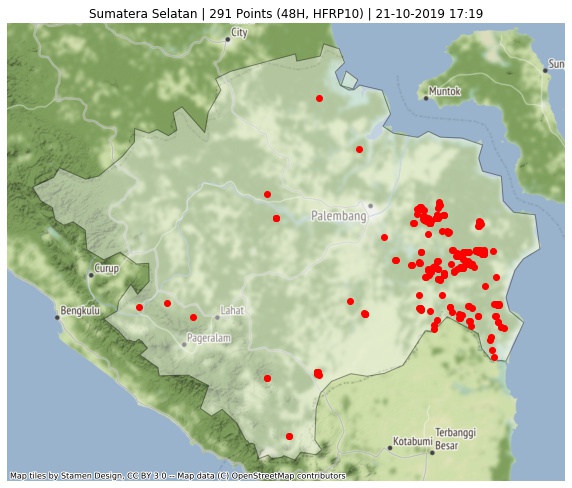 Sumatera Selatan | 291 Points (48H, HFRP10) | 21-10-2019 17:19
City
Sun
Muntok
Palembang
Curup
Bengkulu
Lahat
Pageralam
Kotabumi
Terbanggi
Besar
Map tiles by Stamen Design, CC BY 3.0 -- Map data (C) OpenStreetMap contributors